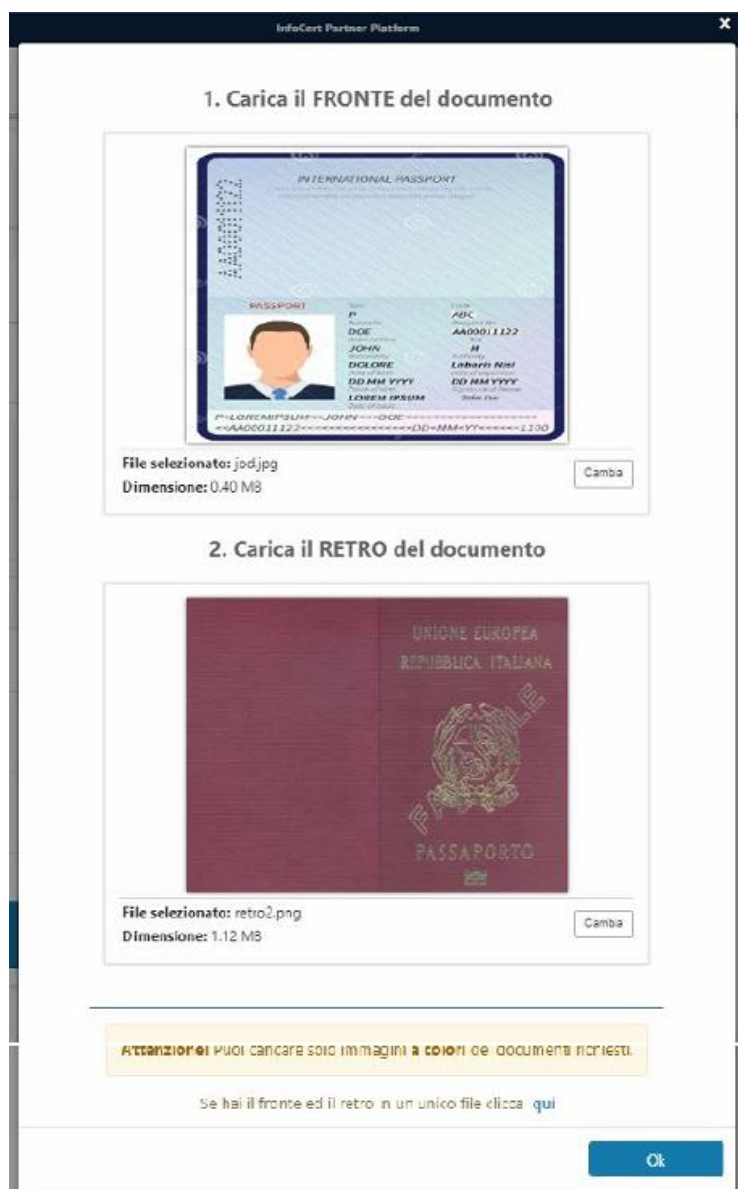 InfoCert Partner Platform
x
1. Carica il FRONTE del documento
INTERNATIONAL PASSPORT
PASSPORT
P
ABC
DOE
AA00011122
JOHN
M
DOLORE
Laboris Nisi
DD MM YYYY
DD MM YYYY
LOREM IPSUM
John Doe
File selezionato: jod.jpg
Dimensione: 0.40 MB
Cambia
2. Carica il RETRO del documento
UNIONE EUROPEA
REPUBBLICA ITALIANA
PASSAPORTO
File selezionato: retro2.png
Dimensione: 1.12 MB
Cambia
Attenzione! Puoi caricare solo immagini a colori dei documenti richiesti.
Se hai il fronte ed il retro in un unico file clicca qui
Ok